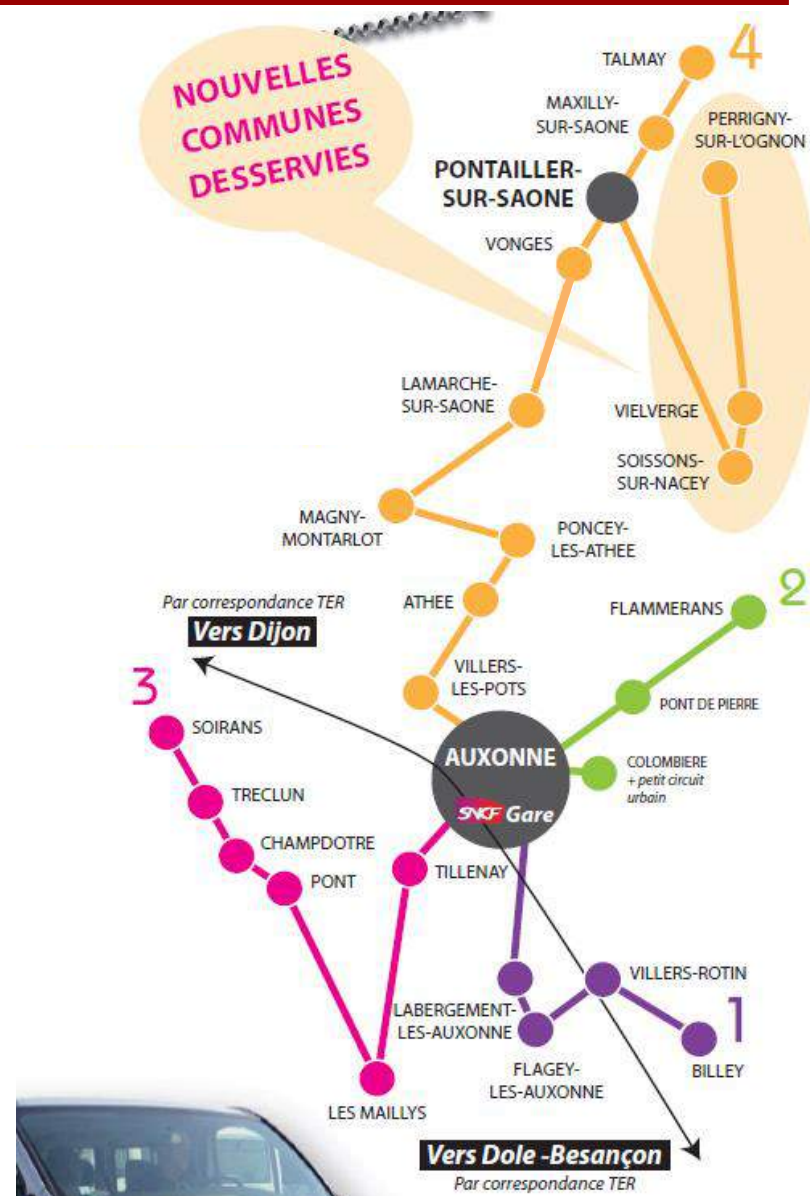 NOUVELLES
COMMUNES
DESSERVIES
TALMAY
4
MAXILLY-
SUR-SAONE
PERRIGNY-
SUR-L'OGNON
PONTAILLER-
SUR-SAONE
VONGES
LAMARCHE-
SUR-SAONE
VIELVERGE
SOISSONS-
SUR-NACEY
MAGNY-
MONTARLOT
PONCEY-
LES-ATHEE
ATHEE
2
FLAMMERANS
Par correspondance TER
Vers Dijon
VILLERS-
LES-POTS
PONT DE PIERRE
3
SOIRANS
AUXONNE
SNCF Gare
COLOMBIERE
+ petit circuit
urbain
TRECLUN
CHAMPDOTRE
PONT
TILLENAY
LES MAILLYS
LABERGEMENT-
LES-AUXONNE
FLAGEY-
LES-AUXONNE
VILLERS-ROTIN
1
BILLEY
Vers Dole -Besançon
Par correspondance TER